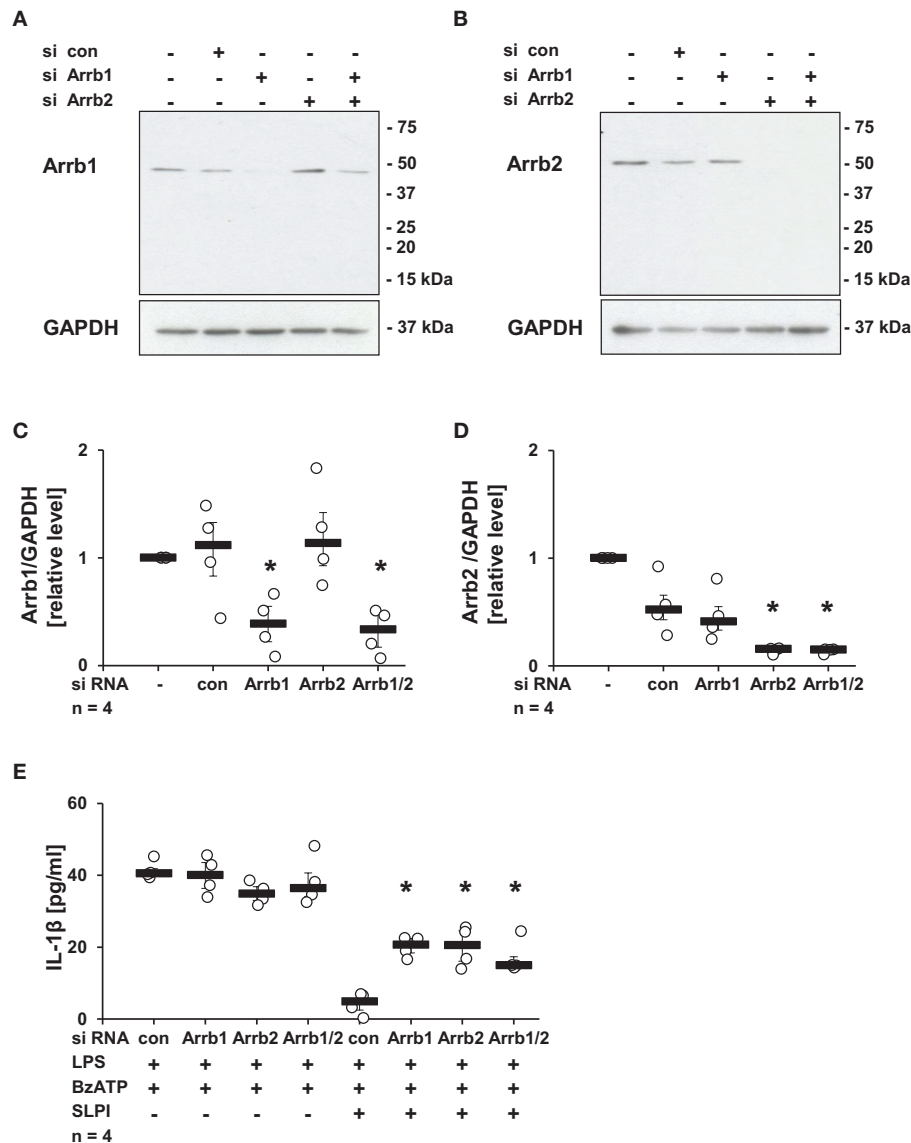 A
si con - + - - -
si Arrb1 - - + - +
si Arrb2 - - - + +
- 75
Arrb1
- 50
- 37
- 25
- 20
- 15 kDa
GAPDH
- 37 kDa
B
si con - + - - -
si Arrb1 - - + - +
si Arrb2 - - - + +
- 75
Arrb2
- 50
- 37
- 25
- 20
- 15 kDa
GAPDH
- 37 kDa
C
Arrb1/GAPDH
[relative level]
2
1
0
* *
si RNA - con Arrb1 Arrb2 Arrb1/2
n = 4
D
Arrb2 /GAPDH
[relative level]
2
1
0
* *
si RNA - con Arrb1 Arrb2 Arrb1/2
n = 4
E
IL-1β [pg/ml]
60
40
20
0
* * *
si RNA con Arrb1 Arrb2 Arrb1/2 con Arrb1 Arrb2 Arrb1/2
LPS + + + + + + + +
BzATP + + + + + + + +
SLPI - - - - + + + +
n = 4